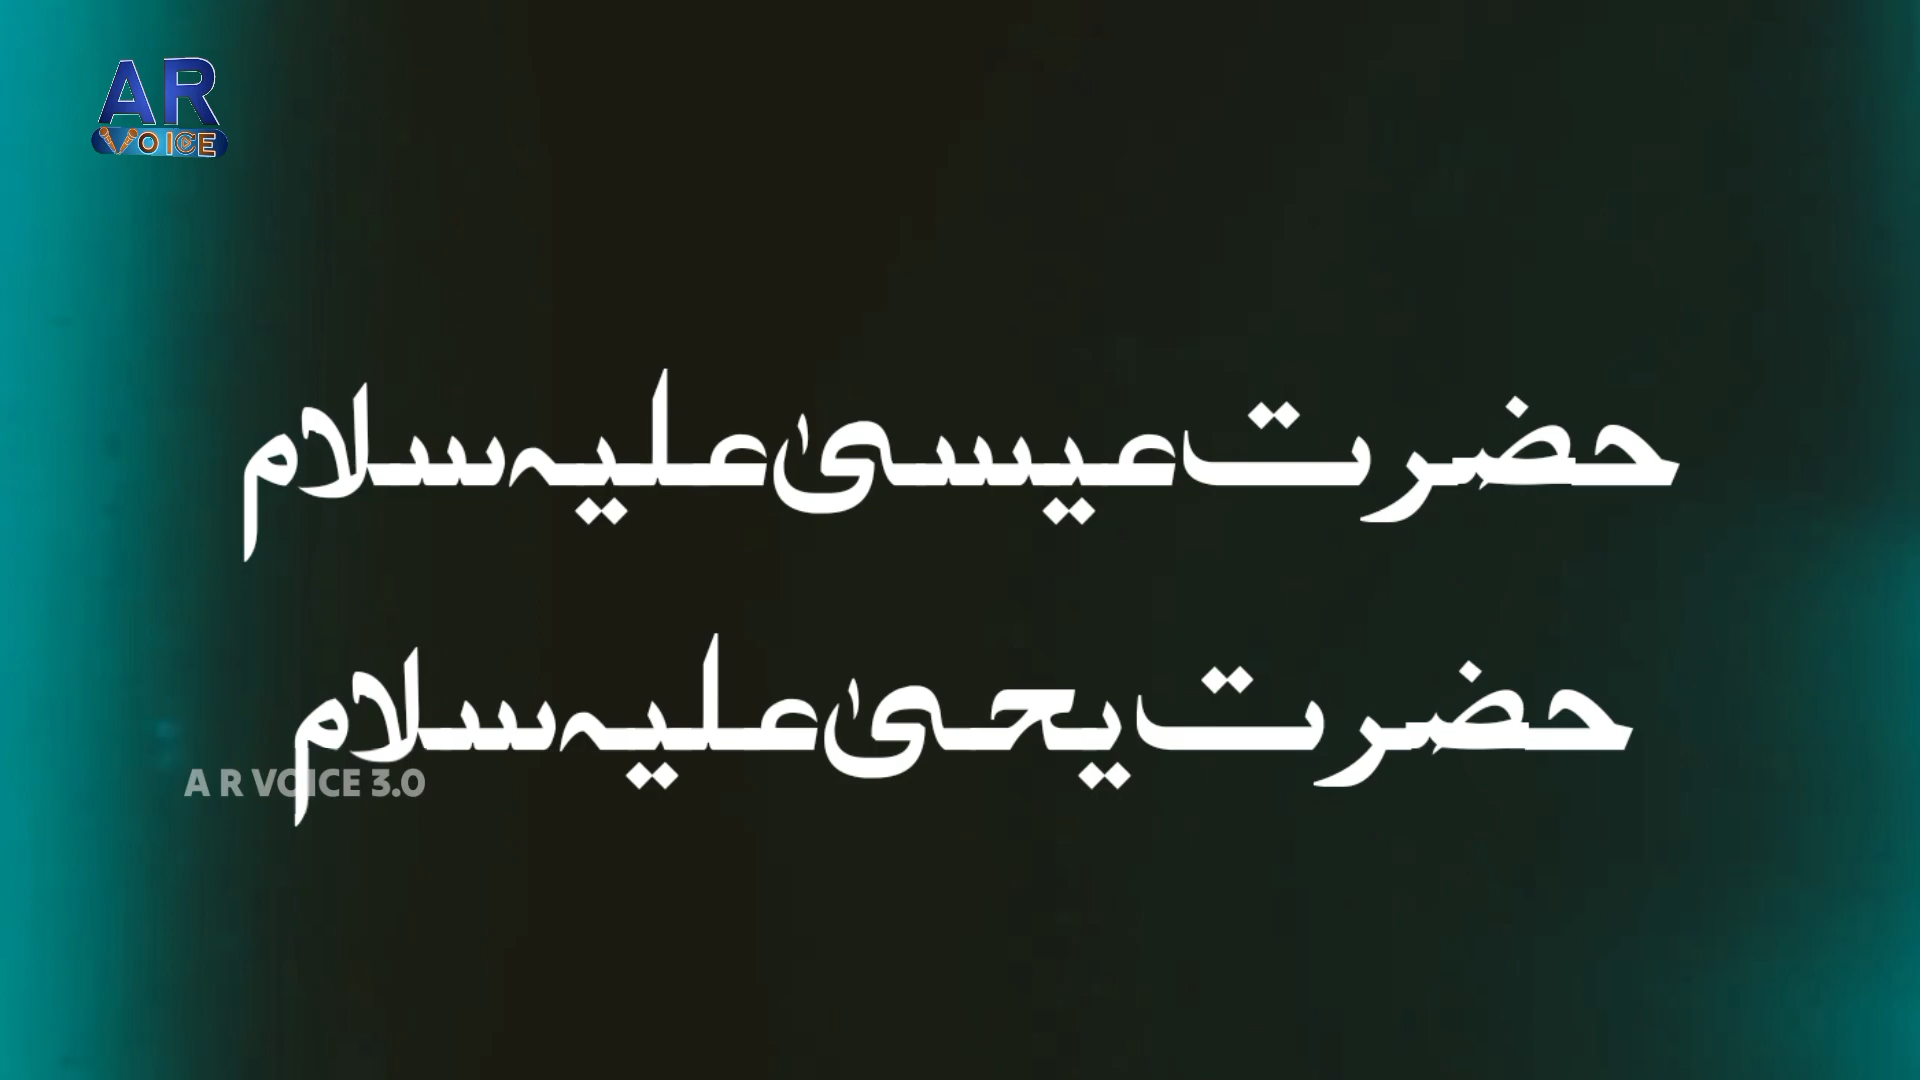 AR
VOICE
حضرت عیسیٰ علیہ سلام
حضرت یحیٰ علیہ سلام
A R VOICE 3.0